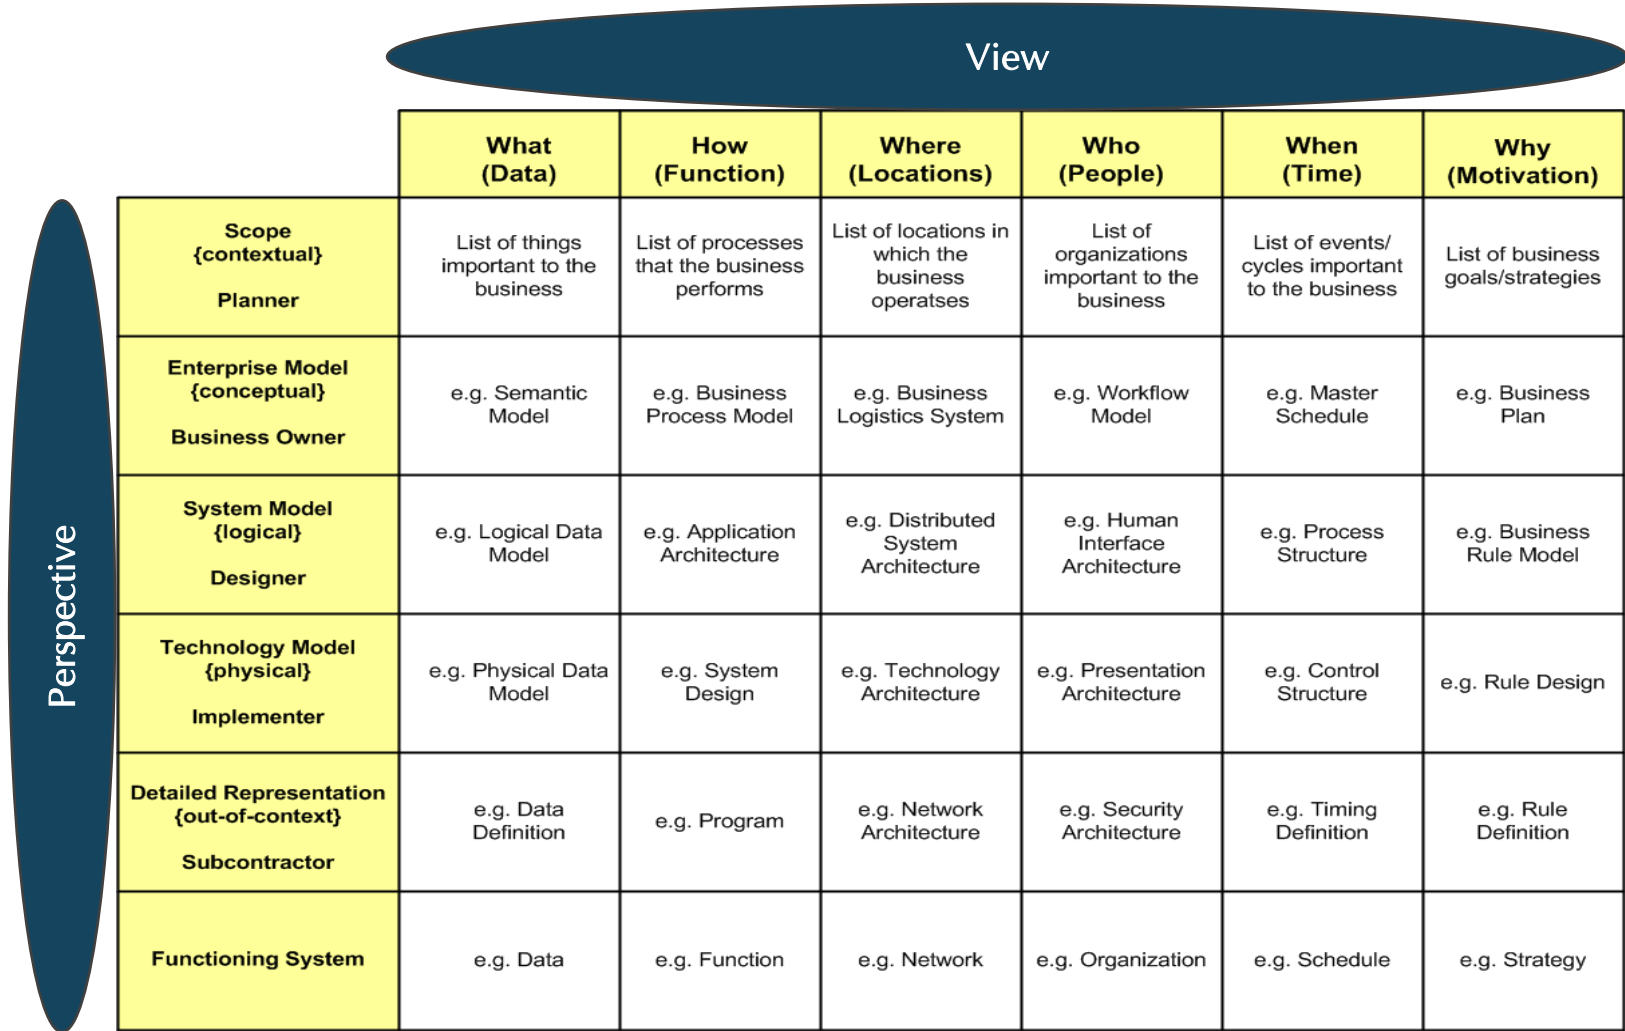 View
What
(Data)
How
(Function)
Where
(Locations)
Who
(People)
When
(Time)
Why
(Motivation)
Perspective
Scope
{contextual}
Planner
List of things
important to the
business
List of processes
that the business
performs
List of locations in
which the
business
operatses
List of
organizations
important to the
business
List of events/
cycles important
to the business
List of business
goals/strategies
Enterprise Model
{conceptual}
Business Owner
e.g. Semantic
Model
e.g. Business
Process Model
e.g. Business
Logistics System
e.g. Workflow
Model
e.g. Master
Schedule
e.g. Business
Plan
System Model
{logical}
Designer
e.g. Logical Data
Model
e.g. Application
Architecture
e.g. Distributed
System
Architecture
e.g. Human
Interface
Architecture
e.g. Process
Structure
e.g. Business
Rule Model
Technology Model
{physical}
Implementer
e.g. Physical Data
Model
e.g. System
Design
e.g. Technology
Architecture
e.g. Presentation
Architecture
e.g. Control
Structure
e.g. Rule Design
Detailed Representation
{out-of-context}
Subcontractor
e.g. Data
Definition
e.g. Program
e.g. Network
Architecture
e.g. Security
Architecture
e.g. Timing
Definition
e.g. Rule
Definition
Functioning System
e.g. Data
e.g. Function
e.g. Network
e.g. Organization
e.g. Schedule
e.g. Strategy